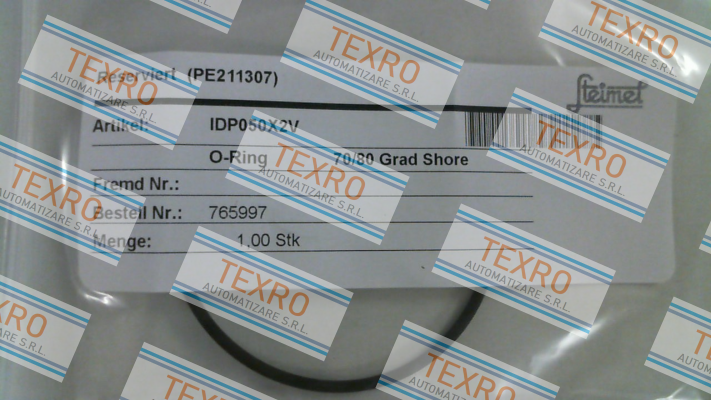 Reserviert (PE211307)
Steimel
Artikel: IDP050X2V
O-Ring 70/80 Grad Shore
Fremd Nr.:
Bestell Nr.: 765997
Menge: 1,00 Stk
TEXRO
AUTOMATIZARE S.R.L.